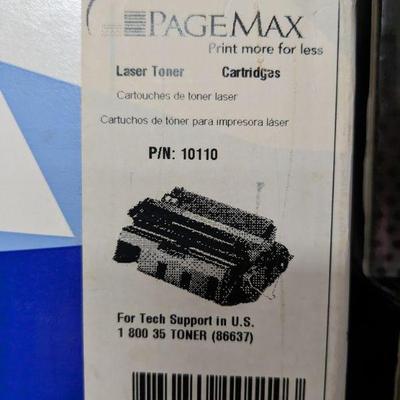 PAGEMAX
Print more for less
Laser Toner Cartridges
Cartouches de toner laser
Cartuchos de tóner para impresora láser
P/N: 10110
For Tech Support in U.S.
1 800 35 TONER (86637)